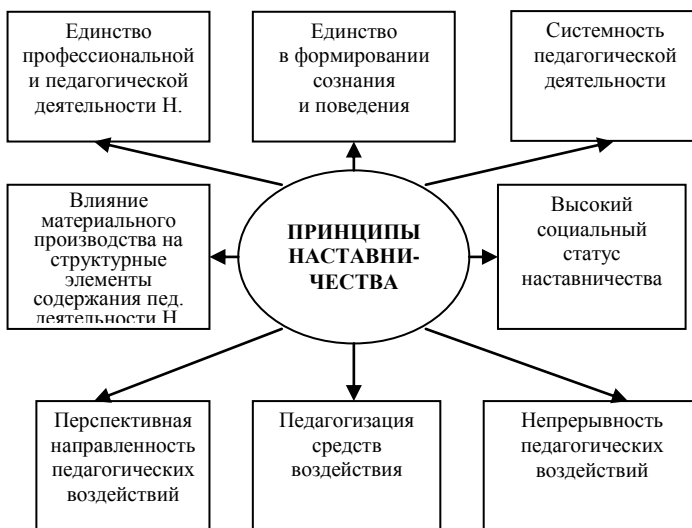 Единство
профессиональной
и педагогической
деятельности Н.
Единство
в формировании
сознания
и поведения
Системность
педагогической
деятельности
Влияние
материального
производства на
структурные
элементы
содержания пед.
деятельности Н
ПРИНЦИПЫ
НАСТАВНИ-
ЧЕСТВА
Высокий
социальный
статус
наставничества
Перспективная
направленность
педагогических
воздействий
Педагогизация
средств
воздействия
Непрерывность
педагогических
воздействий